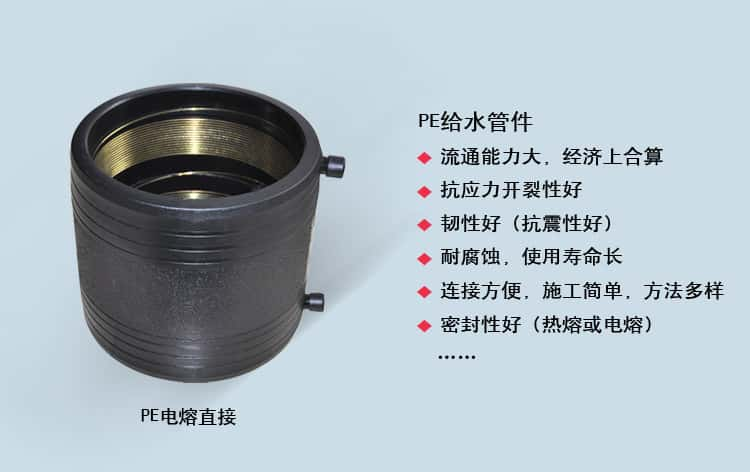 PE给水管件
流通能力大，经济上合算
抗应力开裂性好
韧性好（抗震性好）
耐腐蚀，使用寿命长
连接方便，施工简单，方法多样
密封性好（热熔或电熔）
……
PE电熔直接